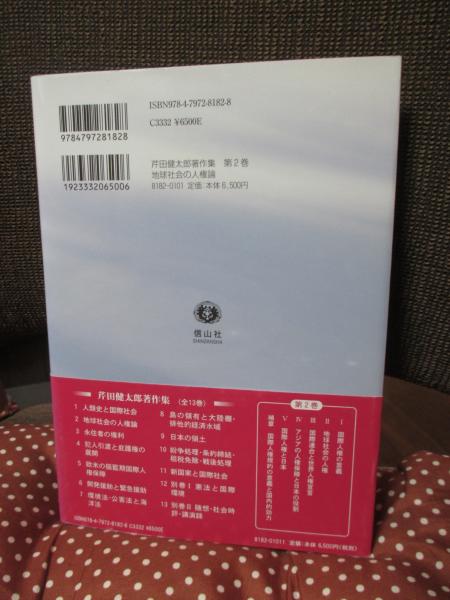 ISBN978-4-7972-8182-8
C3332 ¥6500E
9784797281828
芹田健太郎著作集 第2巻
地球社会の人権論
8182-0101 定価:本体6,500円
1923332065006
信山社
SHINZANSHA
芹田健太郎著作集(全13巻)
1 人類史と国際社会
2 地球社会の人権論
3 永住者の権利
4 犯人引渡と庇護権の
展開
5 欧米の揺籃期国際人
権保障
6 開発援助と緊急援助
7 環境法・公害法と海
洋法
8 島の領有と大陸棚・
排他的経済水域
9 日本の領土
10 紛争処理・条約締結・
租税免除・戦後処理
11 新国家と国際社会
12 別巻Ⅰ 憲法と国際
環境
13 別巻Ⅱ 随想・社会時
評・講演録
第2巻
Ⅰ 国際人権の意義
Ⅱ 地球社会の人権
Ⅲ 国際連合と世界人権宣言
Ⅳ アジアの人権保障と日本の役割
Ⅴ 国際人権と日本
補章 国際人権規約の意義と国内的効力
ISBN978-4-7972-8182-8 C3332 ¥6500E
8182-01011 定価:本体 6,500円(税別)